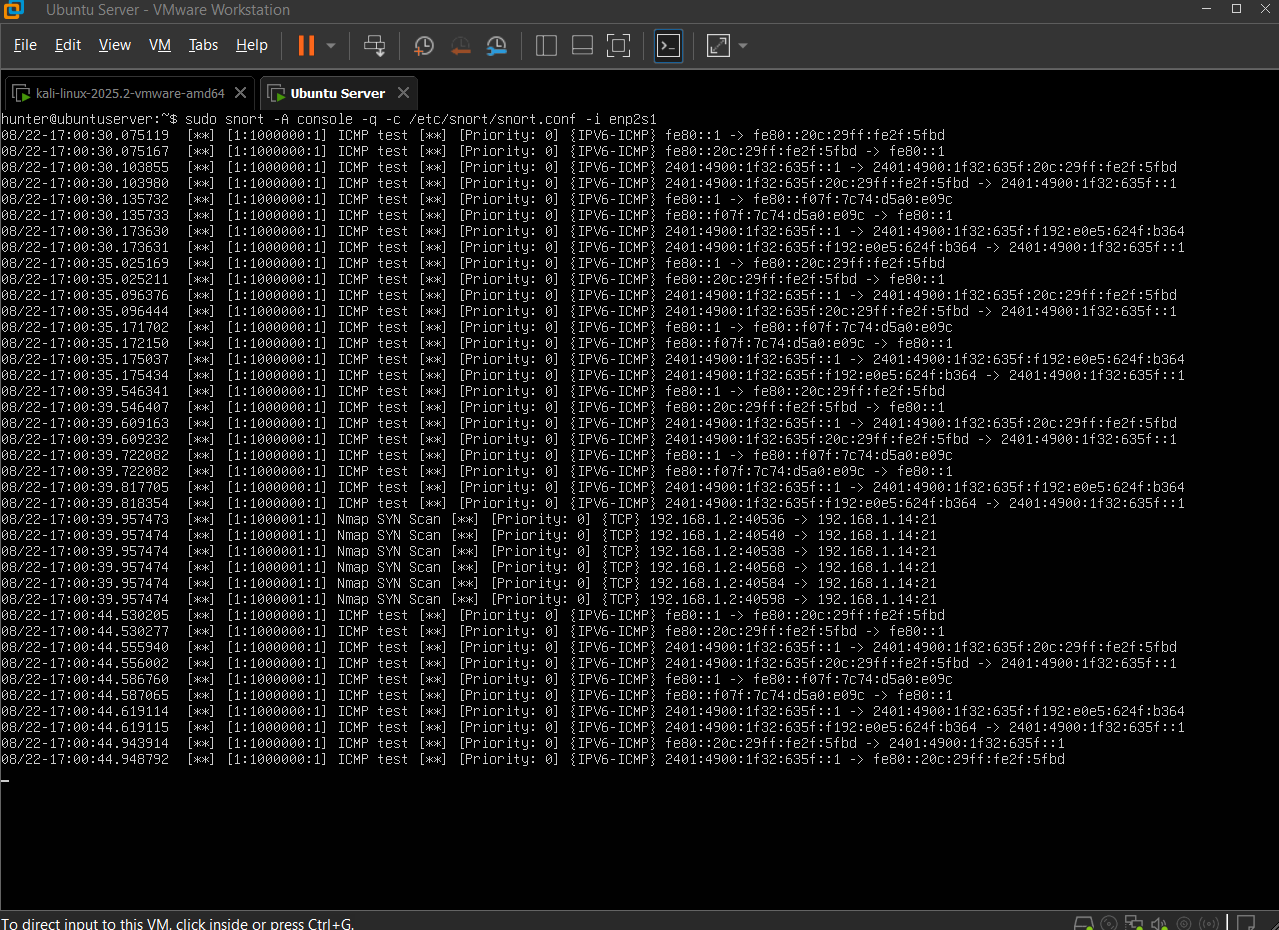 Ubuntu Server - VMware Workstation
File Edit View VM Tabs Help
kali-linux-2025.2-vmware-amd64 Ubuntu Server
hunter@ubuntuserver:~$ sudo snort -A console -q -c /etc/snort/snort.conf -i enp2s1
08/22-17:00:30.075119 [**] [1:1000000:1] ICMP test [**] [Priority: 0] {IPV6-ICMP} fe80::1 -> fe80::20c:29ff:fe2f:5fbd
08/22-17:00:30.075167 [**] [1:1000000:1] ICMP test [**] [Priority: 0] {IPV6-ICMP} fe80::20c:29ff:fe2f:5fbd -> fe80::1
08/22-17:00:30.103855 [**] [1:1000000:1] ICMP test [**] [Priority: 0] {IPV6-ICMP} 2401:4900:1f32:635f::1 -> 2401:4900:1f32:635f:20c:29ff:fe2f:5fbd
08/22-17:00:30.103980 [**] [1:1000000:1] ICMP test [**] [Priority: 0] {IPV6-ICMP} 2401:4900:1f32:635f:20c:29ff:fe2f:5fbd -> 2401:4900:1f32:635f::1
08/22-17:00:30.135732 [**] [1:1000000:1] ICMP test [**] [Priority: 0] {IPV6-ICMP} fe80::1 -> fe80::f07f:7c74:d5a0:e09c
08/22-17:00:30.135733 [**] [1:1000000:1] ICMP test [**] [Priority: 0] {IPV6-ICMP} fe80::f07f:7c74:d5a0:e09c -> fe80::1
08/22-17:00:30.173630 [**] [1:1000000:1] ICMP test [**] [Priority: 0] {IPV6-ICMP} 2401:4900:1f32:635f::1 -> 2401:4900:1f32:635f:f192:e0e5:624f:b364
08/22-17:00:30.173631 [**] [1:1000000:1] ICMP test [**] [Priority: 0] {IPV6-ICMP} 2401:4900:1f32:635f:f192:e0e5:624f:b364 -> 2401:4900:1f32:635f::1
08/22-17:00:35.025169 [**] [1:1000000:1] ICMP test [**] [Priority: 0] {IPV6-ICMP} fe80::1 -> fe80::20c:29ff:fe2f:5fbd
08/22-17:00:35.025211 [**] [1:1000000:1] ICMP test [**] [Priority: 0] {IPV6-ICMP} fe80::20c:29ff:fe2f:5fbd -> fe80::1
08/22-17:00:35.096376 [**] [1:1000000:1] ICMP test [**] [Priority: 0] {IPV6-ICMP} 2401:4900:1f32:635f::1 -> 2401:4900:1f32:635f:20c:29ff:fe2f:5fbd
08/22-17:00:35.096444 [**] [1:1000000:1] ICMP test [**] [Priority: 0] {IPV6-ICMP} 2401:4900:1f32:635f:20c:29ff:fe2f:5fbd -> 2401:4900:1f32:635f::1
08/22-17:00:35.171702 [**] [1:1000000:1] ICMP test [**] [Priority: 0] {IPV6-ICMP} fe80::1 -> fe80::f07f:7c74:d5a0:e09c
08/22-17:00:35.172150 [**] [1:1000000:1] ICMP test [**] [Priority: 0] {IPV6-ICMP} fe80::f07f:7c74:d5a0:e09c -> fe80::1
08/22-17:00:35.175037 [**] [1:1000000:1] ICMP test [**] [Priority: 0] {IPV6-ICMP} 2401:4900:1f32:635f::1 -> 2401:4900:1f32:635f:f192:e0e5:624f:b364
08/22-17:00:35.175434 [**] [1:1000000:1] ICMP test [**] [Priority: 0] {IPV6-ICMP} 2401:4900:1f32:635f:f192:e0e5:624f:b364 -> 2401:4900:1f32:635f::1
08/22-17:00:39.546341 [**] [1:1000000:1] ICMP test [**] [Priority: 0] {IPV6-ICMP} fe80::1 -> fe80::20c:29ff:fe2f:5fbd
08/22-17:00:39.546407 [**] [1:1000000:1] ICMP test [**] [Priority: 0] {IPV6-ICMP} fe80::20c:29ff:fe2f:5fbd -> fe80::1
08/22-17:00:39.609163 [**] [1:1000000:1] ICMP test [**] [Priority: 0] {IPV6-ICMP} 2401:4900:1f32:635f::1 -> 2401:4900:1f32:635f:20c:29ff:fe2f:5fbd
08/22-17:00:39.609232 [**] [1:1000000:1] ICMP test [**] [Priority: 0] {IPV6-ICMP} 2401:4900:1f32:635f:20c:29ff:fe2f:5fbd -> 2401:4900:1f32:635f::1
08/22-17:00:39.722082 [**] [1:1000000:1] ICMP test [**] [Priority: 0] {IPV6-ICMP} fe80::1 -> fe80::f07f:7c74:d5a0:e09c
08/22-17:00:39.722082 [**] [1:1000000:1] ICMP test [**] [Priority: 0] {IPV6-ICMP} fe80::f07f:7c74:d5a0:e09c -> fe80::1
08/22-17:00:39.817705 [**] [1:1000000:1] ICMP test [**] [Priority: 0] {IPV6-ICMP} 2401:4900:1f32:635f::1 -> 2401:4900:1f32:635f:f192:e0e5:624f:b364
08/22-17:00:39.818354 [**] [1:1000000:1] ICMP test [**] [Priority: 0] {IPV6-ICMP} 2401:4900:1f32:635f:f192:e0e5:624f:b364 -> 2401:4900:1f32:635f::1
08/22-17:00:39.957473 [**] [1:1000001:1] Nmap SYN Scan [**] [Priority: 0] {TCP} 192.168.1.2:40536 -> 192.168.1.14:21
08/22-17:00:39.957474 [**] [1:1000001:1] Nmap SYN Scan [**] [Priority: 0] {TCP} 192.168.1.2:40540 -> 192.168.1.14:21
08/22-17:00:39.957474 [**] [1:1000001:1] Nmap SYN Scan [**] [Priority: 0] {TCP} 192.168.1.2:40538 -> 192.168.1.14:21
08/22-17:00:39.957474 [**] [1:1000001:1] Nmap SYN Scan [**] [Priority: 0] {TCP} 192.168.1.2:40568 -> 192.168.1.14:21
08/22-17:00:39.957474 [**] [1:1000001:1] Nmap SYN Scan [**] [Priority: 0] {TCP} 192.168.1.2:40584 -> 192.168.1.14:21
08/22-17:00:39.957474 [**] [1:1000001:1] Nmap SYN Scan [**] [Priority: 0] {TCP} 192.168.1.2:40598 -> 192.168.1.14:21
08/22-17:00:44.530205 [**] [1:1000000:1] ICMP test [**] [Priority: 0] {IPV6-ICMP} fe80::1 -> fe80::20c:29ff:fe2f:5fbd
08/22-17:00:44.530277 [**] [1:1000000:1] ICMP test [**] [Priority: 0] {IPV6-ICMP} fe80::20c:29ff:fe2f:5fbd -> fe80::1
08/22-17:00:44.555940 [**] [1:1000000:1] ICMP test [**] [Priority: 0] {IPV6-ICMP} 2401:4900:1f32:635f::1 -> 2401:4900:1f32:635f:20c:29ff:fe2f:5fbd
08/22-17:00:44.556002 [**] [1:1000000:1] ICMP test [**] [Priority: 0] {IPV6-ICMP} 2401:4900:1f32:635f:20c:29ff:fe2f:5fbd -> 2401:4900:1f32:635f::1
08/22-17:00:44.586760 [**] [1:1000000:1] ICMP test [**] [Priority: 0] {IPV6-ICMP} fe80::1 -> fe80::f07f:7c74:d5a0:e09c
08/22-17:00:44.587065 [**] [1:1000000:1] ICMP test [**] [Priority: 0] {IPV6-ICMP} fe80::f07f:7c74:d5a0:e09c -> fe80::1
08/22-17:00:44.619114 [**] [1:1000000:1] ICMP test [**] [Priority: 0] {IPV6-ICMP} 2401:4900:1f32:635f::1 -> 2401:4900:1f32:635f:f192:e0e5:624f:b364
08/22-17:00:44.619115 [**] [1:1000000:1] ICMP test [**] [Priority: 0] {IPV6-ICMP} 2401:4900:1f32:635f:f192:e0e5:624f:b364 -> 2401:4900:1f32:635f::1
08/22-17:00:44.943914 [**] [1:1000000:1] ICMP test [**] [Priority: 0] {IPV6-ICMP} fe80::20c:29ff:fe2f:5fbd -> 2401:4900:1f32:635f::1
08/22-17:00:44.948792 [**] [1:1000000:1] ICMP test [**] [Priority: 0] {IPV6-ICMP} 2401:4900:1f32:635f::1 -> fe80::20c:29ff:fe2f:5fbd
To direct input to this VM, click inside or press Ctrl+G.